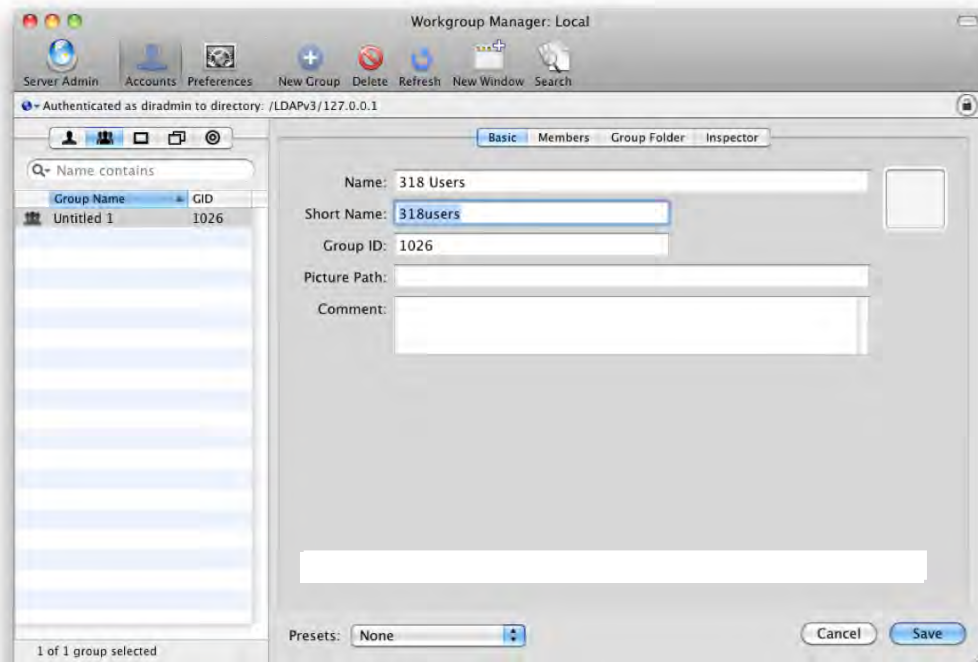 Workgroup Manager: Local
Server Admin Accounts Preferences New Group Delete Refresh New Window Search
Authenticated as diradmin to directory: /LDAPv3/127.0.0.1
Basic Members Group Folder Inspector
Name contains
Group Name GID
Untitled 1 1026
Name: 318 Users
Short Name: 318users
Group ID: 1026
Picture Path:
Comment:
Presets: None
Cancel Save
1 of 1 group selected